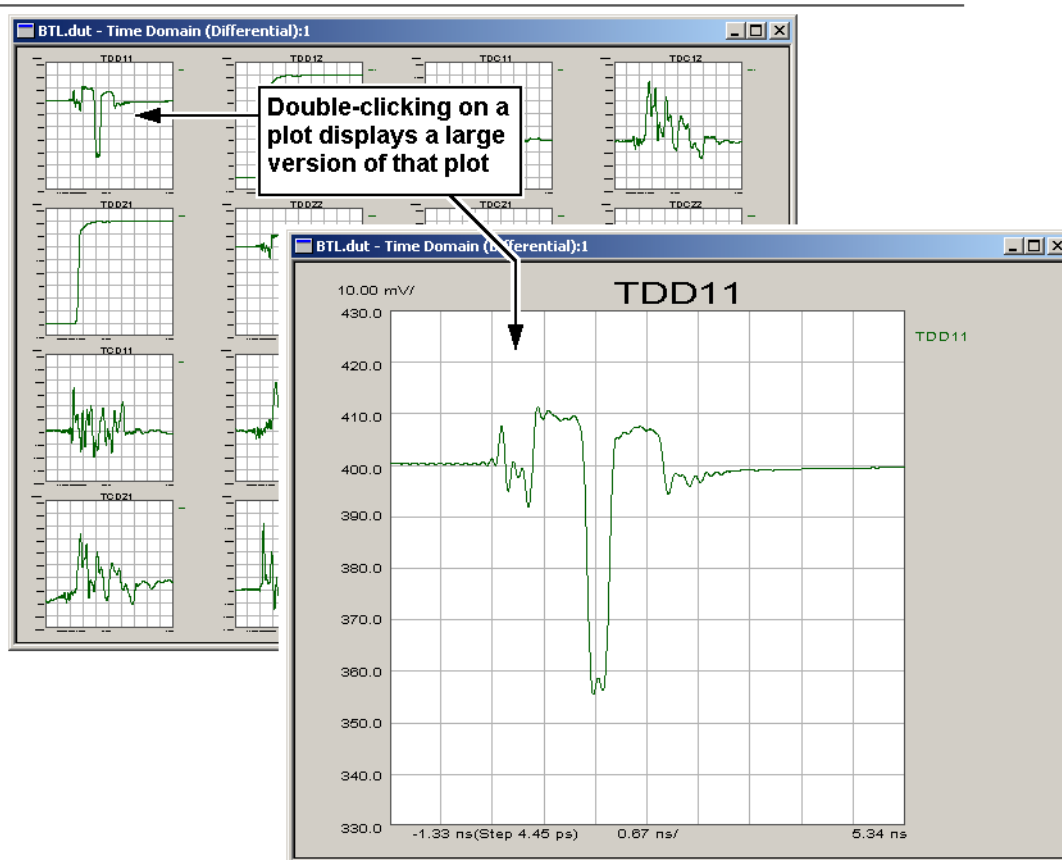 BTL.dut - Time Domain (Differential):1
TDD11
TDD12
TDC11
TDC12
Double-clicking on a
plot displays a large
version of that plot
TDD21
TDD22
TDC21
TDC22
TCD11
TCD21
BTL.dut - Time Domain (Differential):1
10.00 mV/
TDD11
430.0
TDD11
420.0
410.0
400.0
390.0
380.0
370.0
360.0
350.0
340.0
330.0
-1.33 ns(Step 4.45 ps)
0.67 ns/
5.34 ns